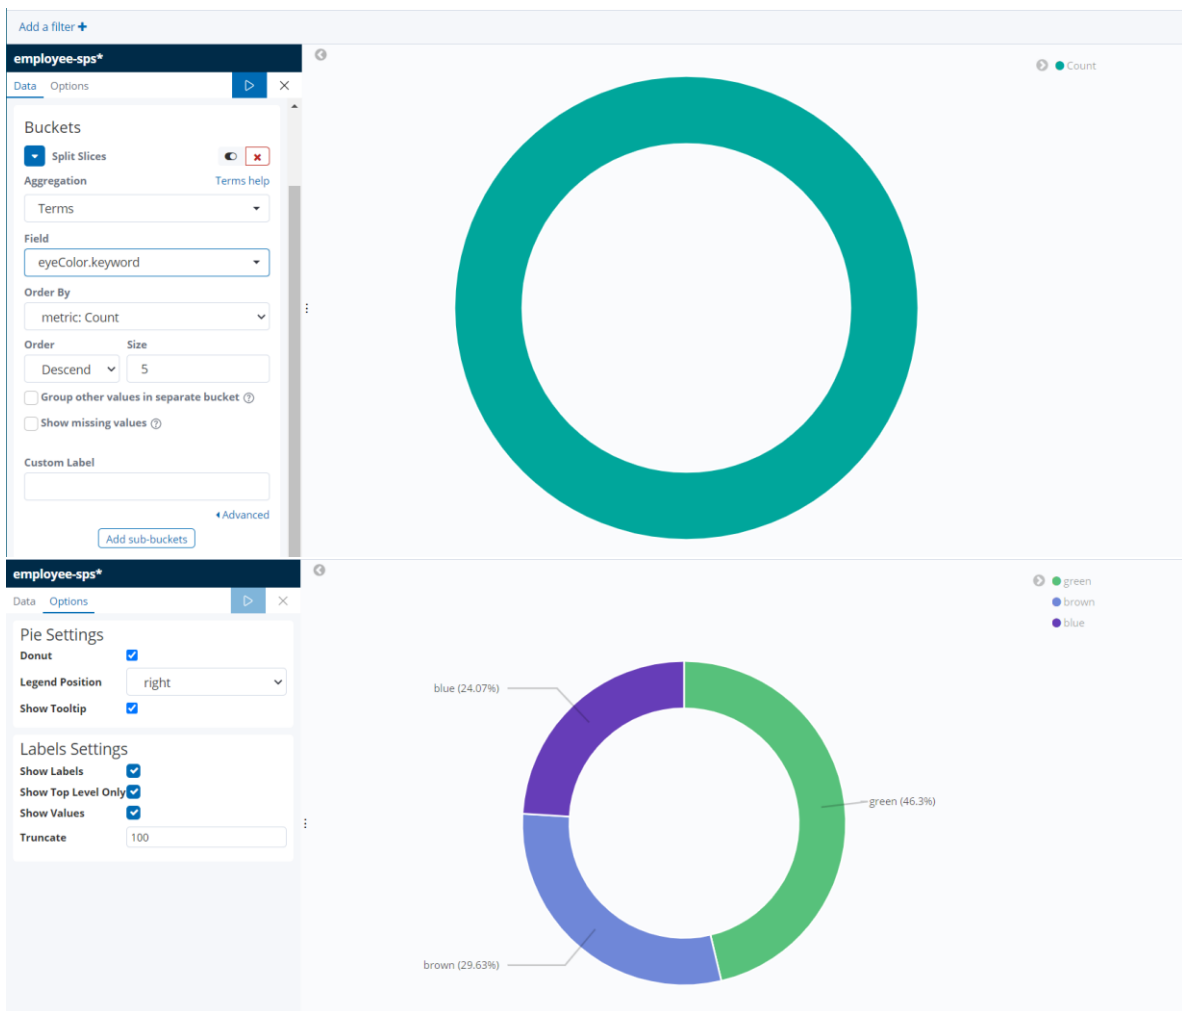 Add a filter +
employee-sps*
Data Options
Count
Buckets
Split Slices
Aggregation Terms help
Terms
Field
eyeColor.keyword
Order By
metric: Count
Order Size
Descend 5
Group other values in separate bucket
Show missing values
Custom Label
Advanced
Add sub-buckets
employee-sps*
Data Options
green
brown
blue
Pie Settings
Donut
Legend Position right
Show Tooltip
Labels Settings
Show Labels
Show Top Level Only
Show Values
Truncate 100
blue (24.07%)
green (46.3%)
brown (29.63%)